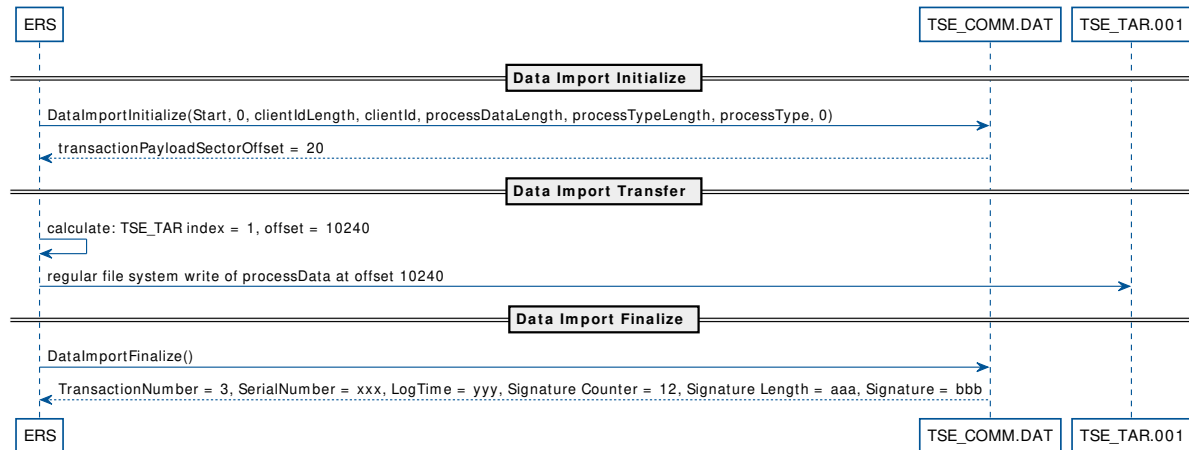 ERS TSE_COMM.DAT TSE_TAR.001
Data Import Initialize
DataImportInitialize(Start, 0, clientIdLength, clientId, processDataLength, processTypeLength, processType, 0)
transactionPayloadSectorOffset = 20
Data Import Transfer
calculate: TSE_TAR index = 1, offset = 10240
regular file system write of processData at offset 10240
Data Import Finalize
DataImportFinalize()
TransactionNumber = 3, SerialNumber = xxx, LogTime = yyy, Signature Counter = 12, Signature Length = aaa, Signature = bbb
ERS TSE_COMM.DAT TSE_TAR.001